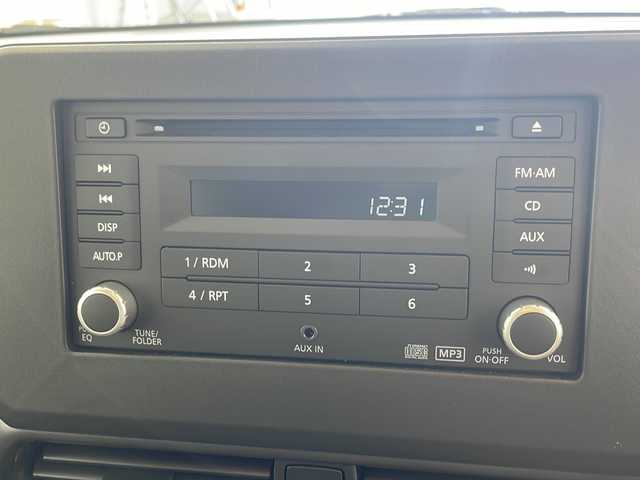 FM·AM
DISP
AUTO.P
12:31
CD
AUX
1 / RDM
2
3
4 / RPT
5
6
EQ
TUNE/
FOLDER
AUX IN
MP3
PUSH
ON·OFF
VOL